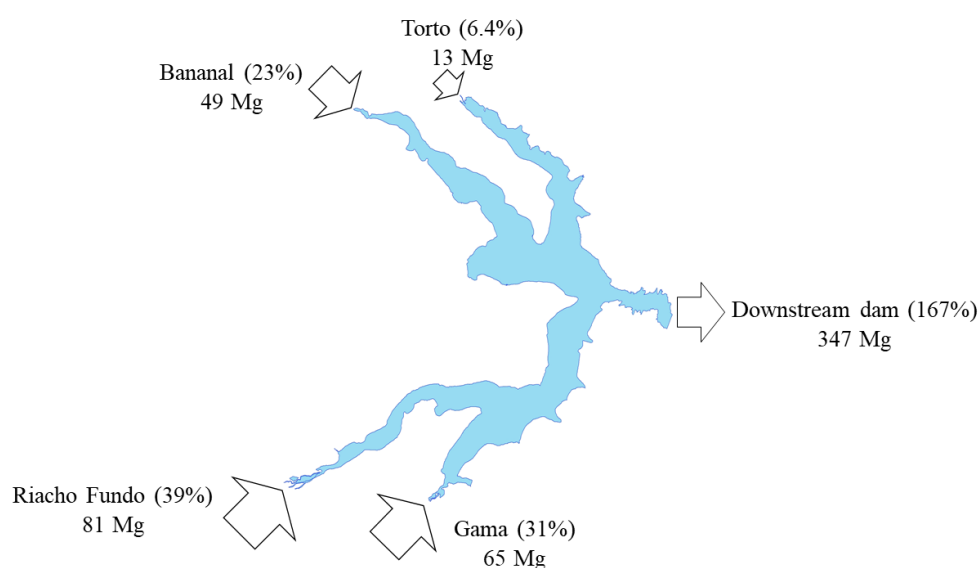 Torto (6.4%)
13 Mg
Bananal (23%)
49 Mg
Downstream dam (167%)
347 Mg
Riacho Fundo (39%)
81 Mg
Gama (31%)
65 Mg